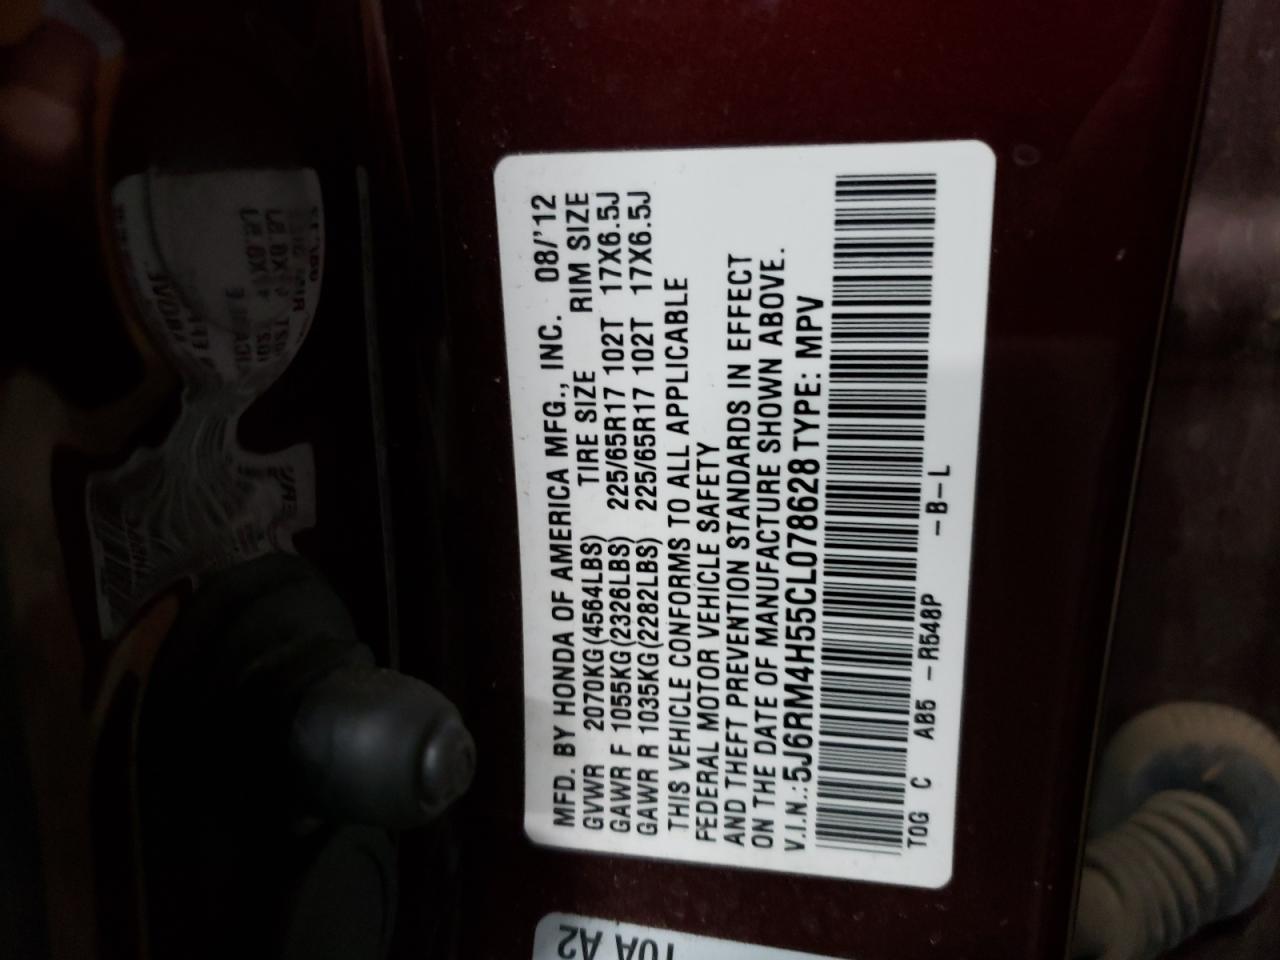 MFD. BY HONDA OF AMERICA MFG., INC. 08/'12
GVWR 2070KG(4564LBS) TIRE SIZE RIM SIZE
GAWR F 1055KG(2326LBS) 225/65R17 102T 17X6.5J
GAWR R 1035KG(2282LBS) 225/65R17 102T 17X6.5J
THIS VEHICLE CONFORMS TO ALL APPLICABLE
FEDERAL MOTOR VEHICLE SAFETY
AND THEFT PREVENTION STANDARDS IN EFFECT
ON THE DATE OF MANUFACTURE SHOWN ABOVE.
V.I.N.:5J6RM4H55CL078628 TYPE: MPV
TOG C AB5 -R548P -B-L
A2